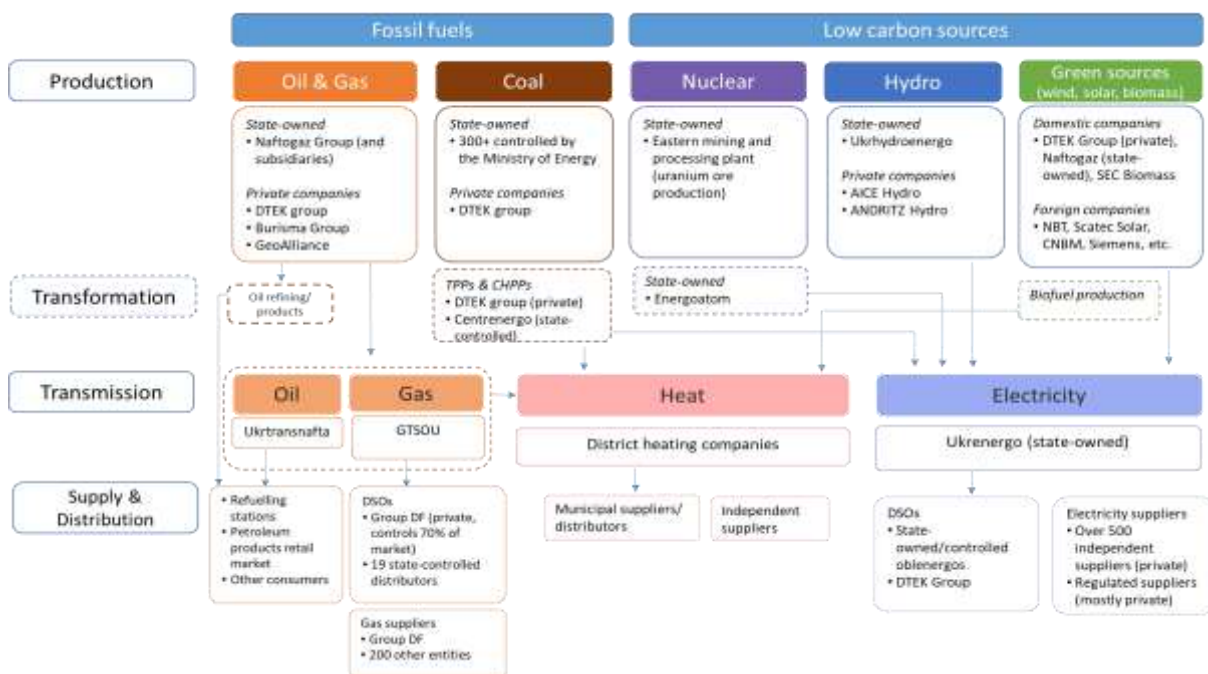 Fossil fuels
Low carbon sources
Production
Oil & Gas
Coal
Nuclear
Hydro
Green sources
(wind, solar, biomass)
State-owned
• Naftogaz Group (and
subsidiaries)
Private companies
• DTEK group
• Burisma Group
• GeoAlliance
State-owned
• 300+ controlled by
the Ministry of Energy
Private companies
• DTEK group
State-owned
• Eastern mining and
processing plant
(uranium ore
production)
State-owned
• Ukrhydroenergo
Private companies
• AICE Hydro
• ANDRITZ Hydro
Domestic companies
• DTEK Group (private),
Naftogaz (state-
owned), SEC Biomass
Foreign companies
• NBT, Scatec Solar,
CNBM, Siemens, etc.
Transformation
Oil refining/
products
TPPs & CHPPs
• DTEK group (private)
• Centrenergo (state-
controlled)
State-owned
• Energoatom
Biofuel production
Transmission
Oil
Gas
Heat
Electricity
Ukrtransnafta
GTSOU
District heating companies
Ukrenergo (state-owned)
Supply &
Distribution
• Refuelling
stations
• Petroleum
products retail
market
• Other consumers
DSOs
• Group DF (private,
controls 70% of
market)
• 19 state-controlled
distributors
Gas suppliers
• Group DF
• 200 other entities
Municipal suppliers/
distributors
Independent
suppliers
DSOs
• State-
owned/controlled
oblenergos
• DTEK Group
Electricity suppliers
• Over 500
independent
suppliers (private)
• Regulated suppliers
(mostly private)